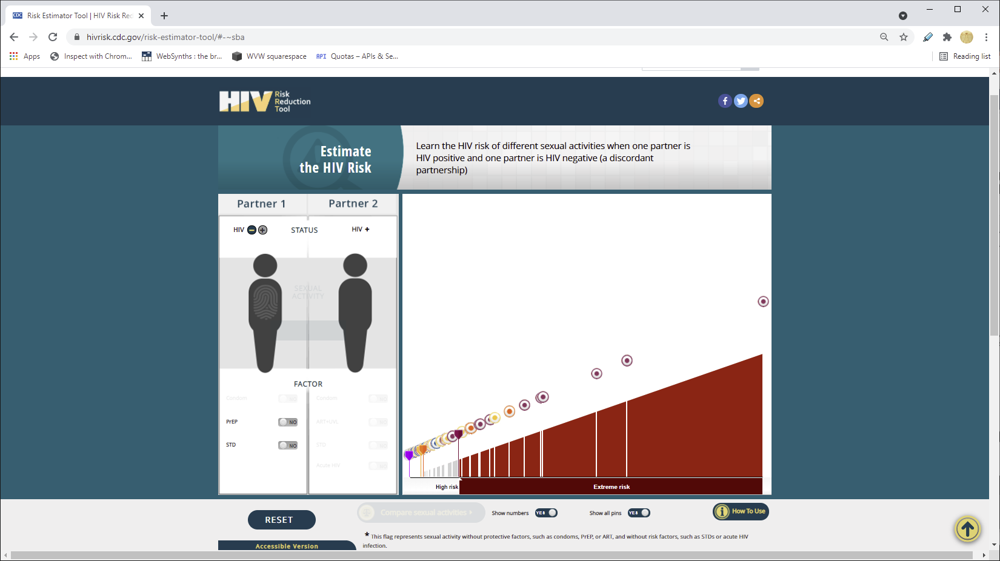 CDC Risk Estimator Tool | HIV Risk Red
hivrisk.cdc.gov/risk-estimator-tool/#-~sba
Apps Inspect with Chrom... WebSynths : the br... WVW squarespace API Quotas – APIs & Se... Reading list
HIV Risk Reduction Tool
Estimate the HIV Risk
Learn the HIV risk of different sexual activities when one partner is
HIV positive and one partner is HIV negative (a discordant
partnership)
Partner 1 Partner 2
HIV − + STATUS HIV +
SEXUAL
ACTIVITY
FACTOR
Condom NO Condom NO
PrEP NO ART+UVL NO
STD NO STD NO
Acute HIV NO
High risk Extreme risk
RESET
Compare sexual activities
Show numbers YES
Show all pins YES
i How To Use
* This flag represents sexual activity without protective factors, such as condoms, PrEP, or ART, and without risk factors, such as STDs or acute HIV
infection.
Accessible Version